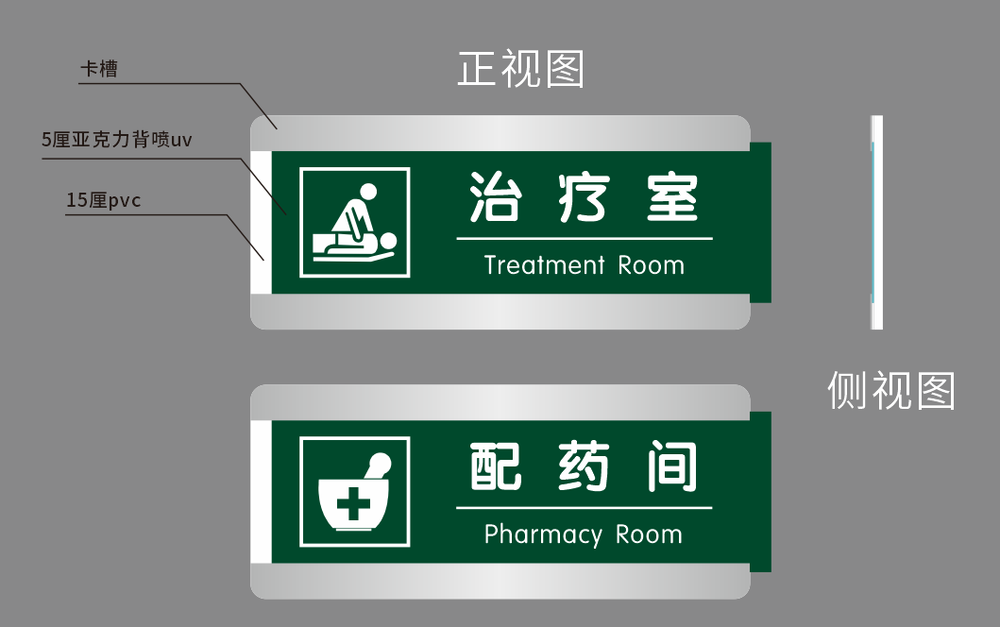 正视图
卡槽
5厘亚克力背喷uv
15厘pvc
治疗室
Treatment Room
侧视图
配药间
Pharmacy Room